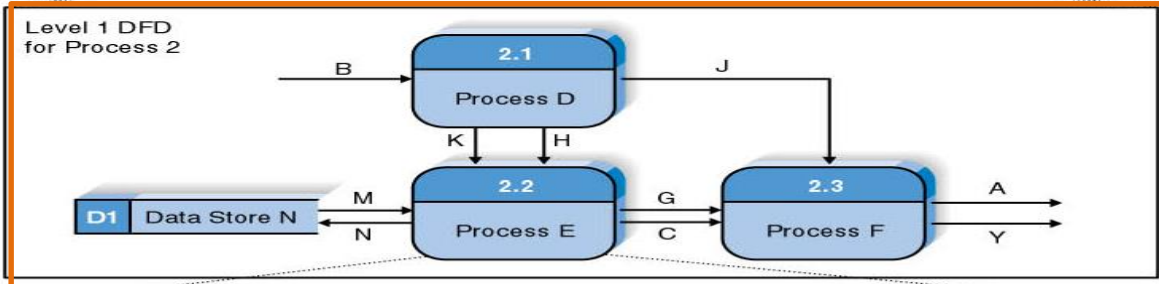 Level 1 DFD
for Process 2
2.1
B
J
Process D
K
H
2.2
2.3
M
G
A
D1
Data Store N
N
Process E
C
Process F
Y